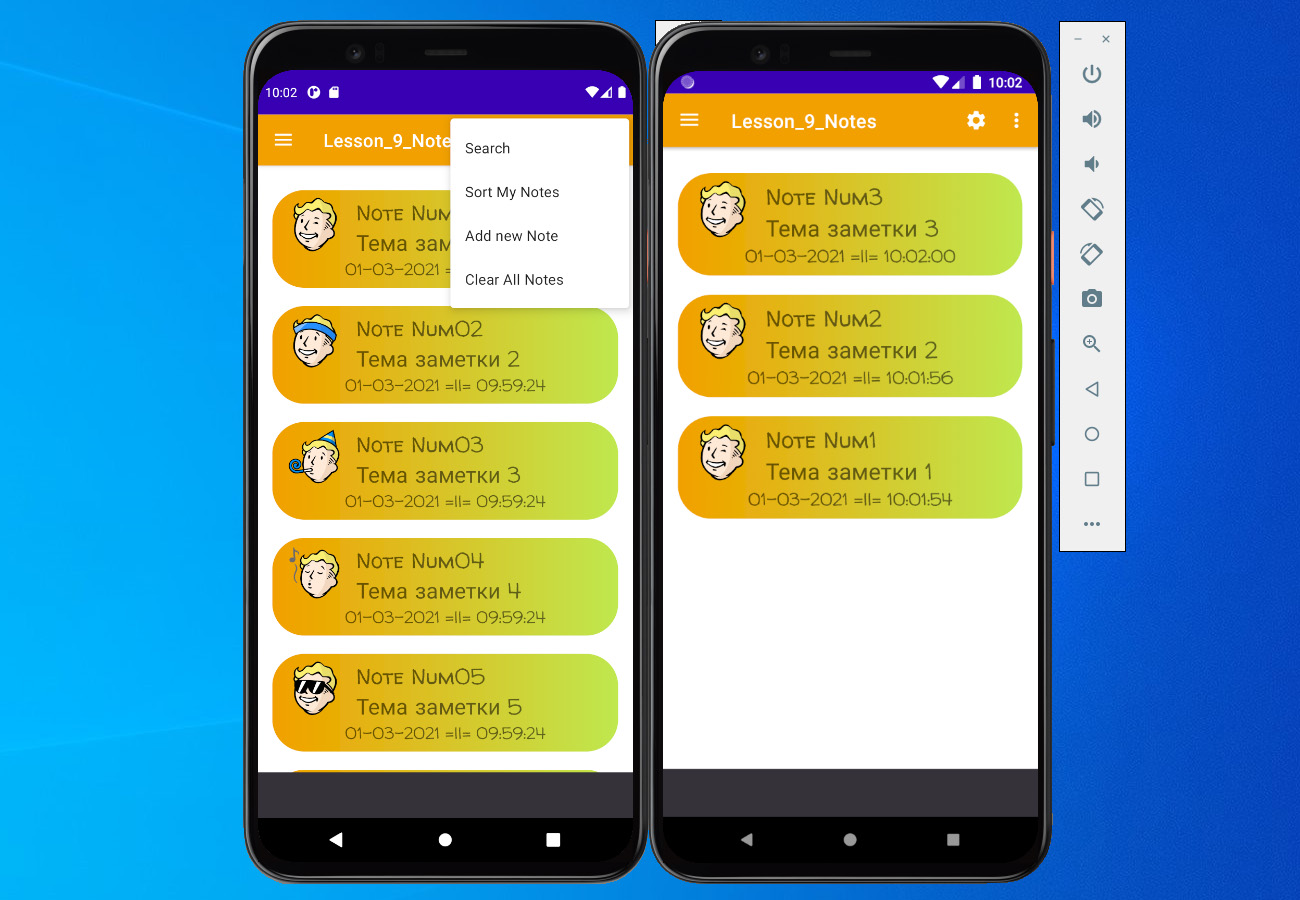 10:02
Lesson_9_Note
Search
Sort My Notes
Add new Note
Clear All Notes
Note Num
Тема зам
01-03-2021 =
Note Num02
Тема заметки 2
01-03-2021 =II= 09:59:24
Note Num03
Тема заметки 3
01-03-2021 =II= 09:59:24
Note Num04
Тема заметки 4
01-03-2021 =II= 09:59:24
Note Num05
Тема заметки 5
01-03-2021 =II= 09:59:24
10:02
Lesson_9_Notes
Note Num3
Тема заметки 3
01-03-2021 =II= 10:02:00
Note Num2
Тема заметки 2
01-03-2021 =II= 10:01:56
Note Num1
Тема заметки 1
01-03-2021 =II= 10:01:54